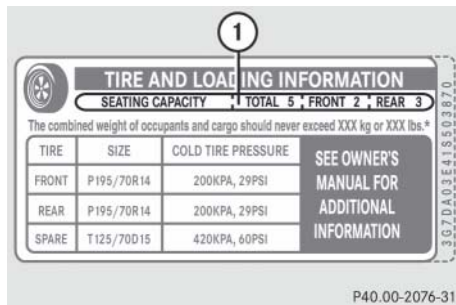 1
TIRE AND LOADING INFORMATION
SEATING CAPACITY TOTAL 5 FRONT 2 REAR 3
The combined weight of occupants and cargo should never exceed XXX kg or XXX lbs.*
TIRE SIZE COLD TIRE PRESSURE SEE OWNER'S MANUAL FOR ADDITIONAL INFORMATION
FRONT P195/70R14 200KPA, 29PSI
REAR P195/70R14 200KPA, 29PSI
SPARE T125/70D15 420KPA, 60PSI
3G7DA03E41S503870
P40.00-2076-31